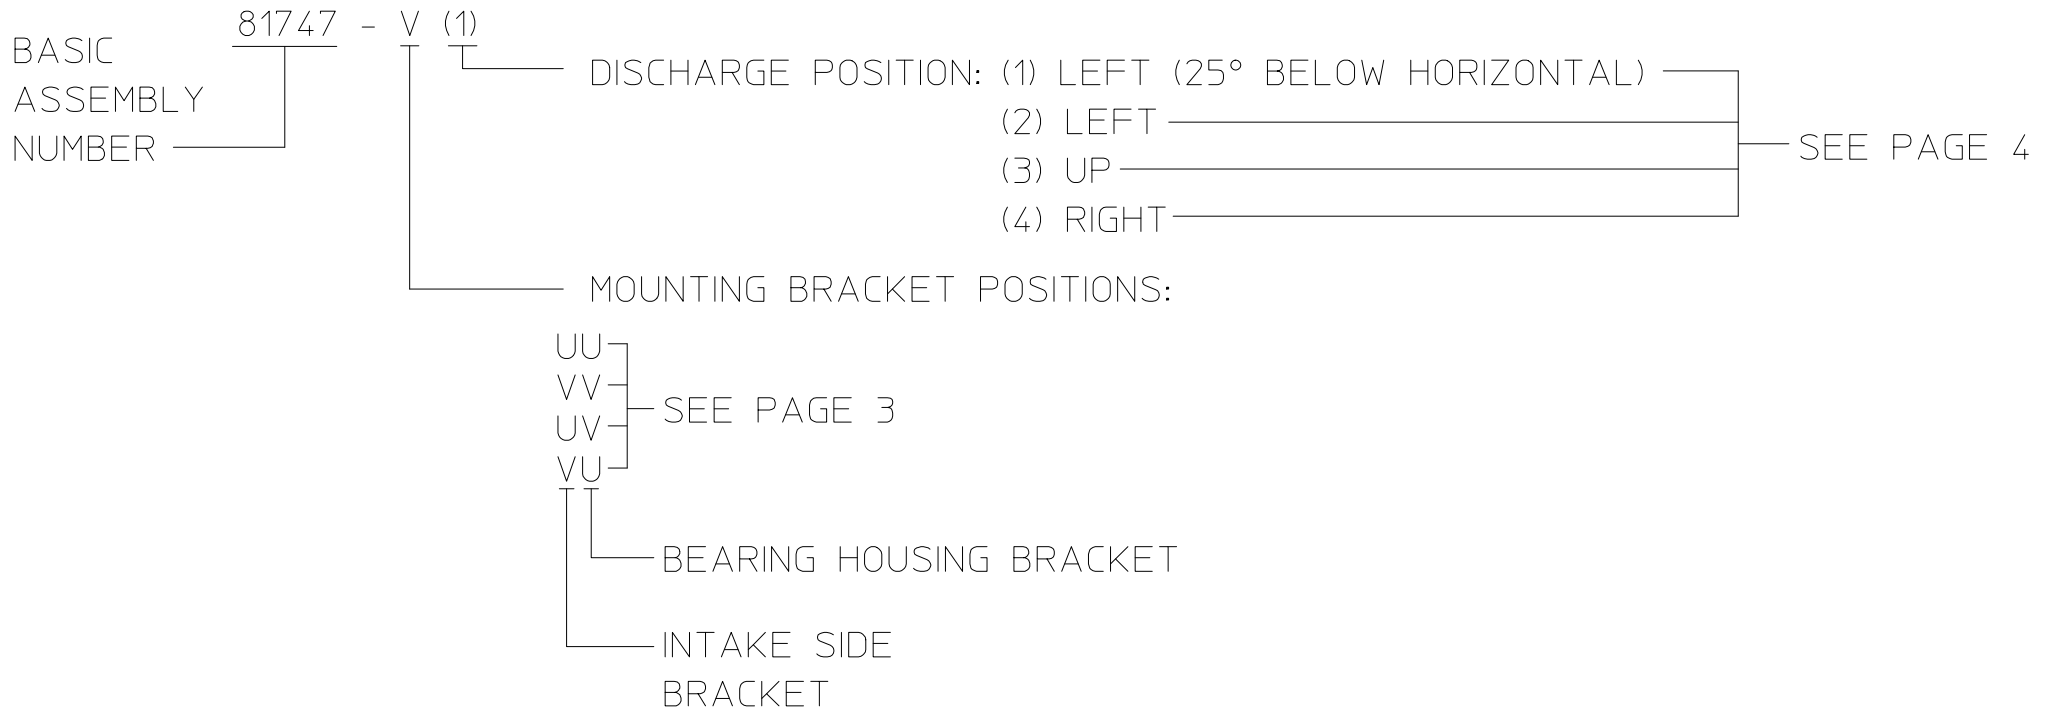 81747 - V (1)
BASIC
ASSEMBLY
NUMBER
DISCHARGE POSITION: (1) LEFT (25° BELOW HORIZONTAL)
(2) LEFT
(3) UP
(4) RIGHT
SEE PAGE 4
MOUNTING BRACKET POSITIONS:
UU
VV
UV
VU
SEE PAGE 3
BEARING HOUSING BRACKET
INTAKE SIDE
BRACKET